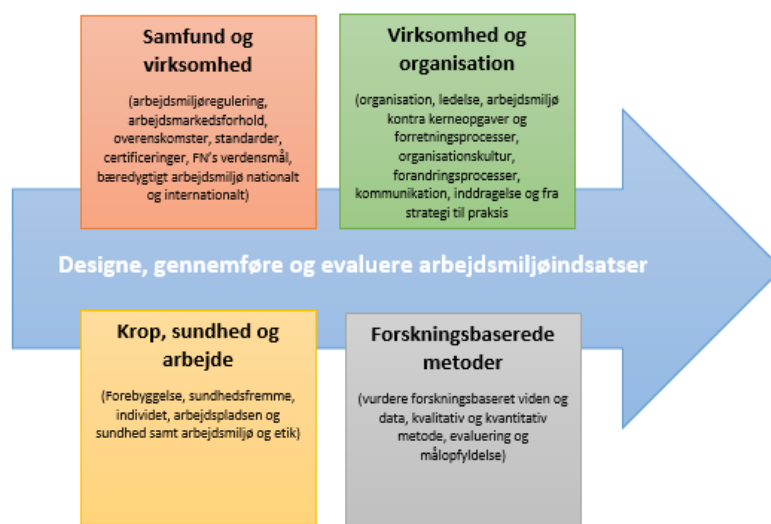 Samfund og
virksomhed
(arbejdsmiljøregulering,
arbejdsmarkedsforhold,
overenskomster, standarder,
certificeringer, FN's verdensmål,
bæredygtigt arbejdsmiljø nationalt
og internationalt)
Virksomhed og
organisation
(organisation, ledelse, arbejdsmiljø
kontra kerneopgaver og
forretningsprocesser,
organisationskultur,
forandringsprocesser,
kommunikation, inddragelse og fra
strategi til praksis
Designe, gennemføre og evaluere arbejdsmiljøindsatser
Krop, sundhed og
arbejde
(Forebyggelse, sundhedsfremme,
individet, arbejdspladsen og
sundhed samt arbejdsmiljø og etik)
Forskningsbaserede
metoder
(vurdere forskningsbaseret viden og
data, kvalitativ og kvantitativ
metode, evaluering og
målopfyldelse)